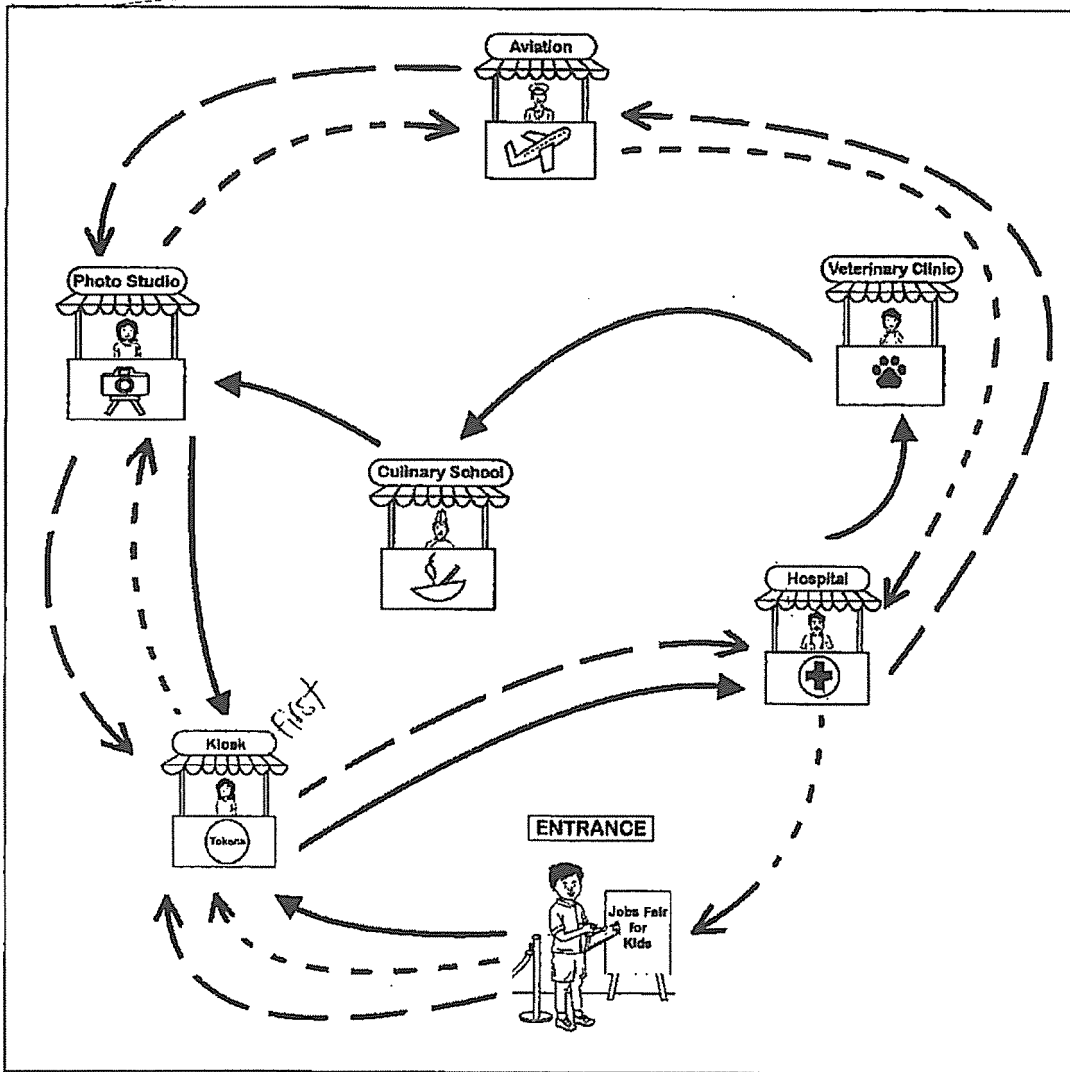 Aviation
Photo Studio
Veterinary Clinic
Culinary School
Hospital
First
Kiosk
Tokens
ENTRANCE
Jobs Fair
for
Kids